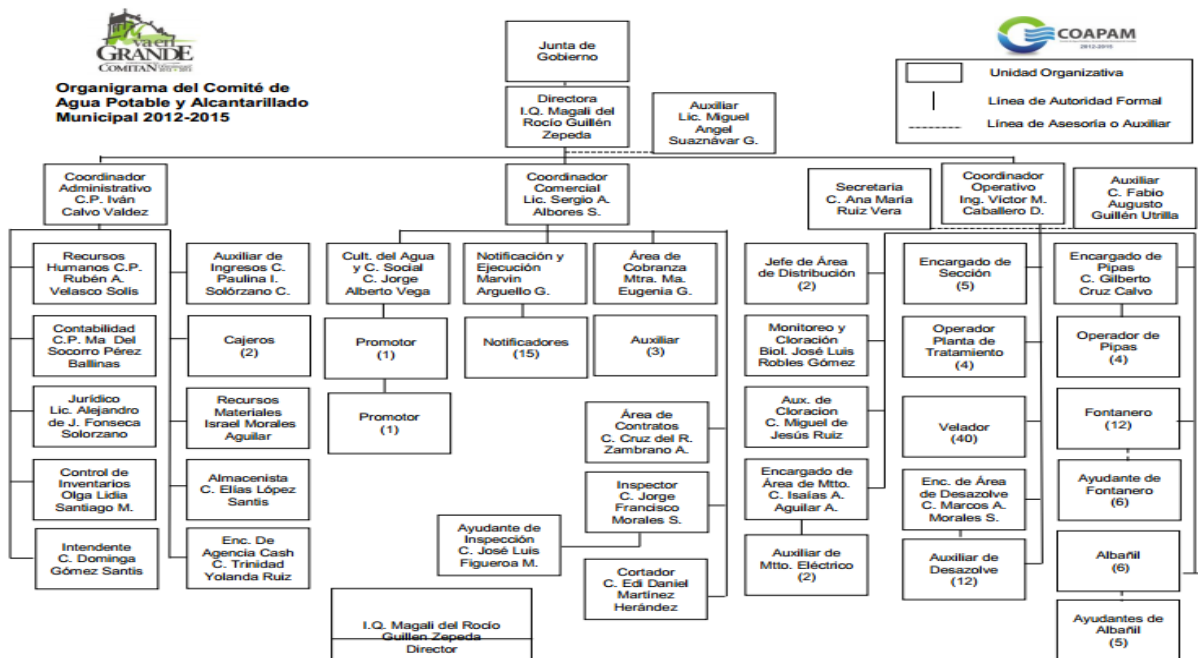 va en
GRANDE
COMITÁN
COAPAM
2012-2015
Organigrama del Comité de
Agua Potable y Alcantarillado
Municipal 2012-2015
Unidad Organizativa
Línea de Autoridad Formal
Línea de Asesoría o Auxiliar
Junta de
Gobierno
Directora
I.Q. Magali del
Rocío Guillén
Zepeda
Auxiliar
Lic. Miguel
Angel
Suaznávar G.
Coordinador
Administrativo
C.P. Iván
Calvo Valdez
Coordinador
Comercial
Lic. Sergio A.
Albores S.
Secretaria
C. Ana María
Ruiz Vera
Coordinador
Operativo
Ing. Víctor M.
Caballero D.
Auxiliar
C. Fabio
Augusto
Guillén Utrilla
Recursos
Humanos C.P.
Rubén A.
Velasco Solís
Auxiliar de
Ingresos C.
Paulina I.
Solórzano C.
Cult. del Agua
y C. Social
C. Jorge
Alberto Vega
Notificación y
Ejecución
Marvin
Arguello G.
Área de
Cobranza
Mtra. Ma.
Eugenia G.
Jefe de Área
de Distribución
(2)
Encargado de
Sección
(5)
Encargado de
Pipas
C. Gilberto
Cruz Calvo
Contabilidad
C.P. Ma Del
Socorro Pérez
Ballinas
Cajeros
(2)
Promotor
(1)
Notificadores
(15)
Auxiliar
(3)
Monitoreo y
Cloración
Biol. José Luis
Robles Gómez
Operador
Planta de
Tratamiento
(4)
Operador de
Pipas
(4)
Jurídico
Lic. Alejandro
de J. Fonseca
Solorzano
Recursos
Materiales
Israel Morales
Aguilar
Promotor
(1)
Área de
Contratos
C. Cruz del R.
Zambrano A.
Aux. de
Cloracion
C. Miguel de
Jesús Ruiz
Velador
(40)
Fontanero
(12)
Control de
Inventarios
Olga Lidia
Santiago M.
Almacenista
C. Elías López
Santis
Inspector
C. Jorge
Francisco
Morales S.
Encargado de
Área de Mtto.
C. Isaías A.
Aguilar A.
Enc. de Área
de Desazolve
C. Marcos A.
Morales S.
Ayudante de
Fontanero
(6)
Intendente
C. Dominga
Gómez Santis
Enc. De
Agencia Cash
C. Trinidad
Yolanda Ruiz
Ayudante de
Inspección
C. José Luis
Figueroa M.
Cortador
C. Edi Daniel
Martínez
Herández
Auxiliar de
Mtto. Eléctrico
(2)
Auxiliar de
Desazolve
(12)
Albañil
(6)
Ayudantes de
Albañil
(5)
I.Q. Magali del Rocío
Guillen Zepeda
Director